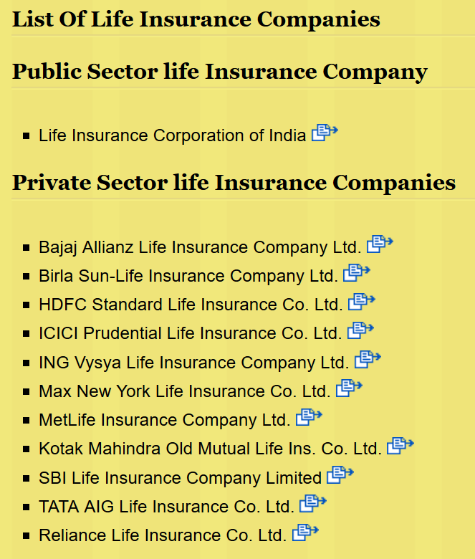 List Of Life Insurance Companies
Public Sector life Insurance Company
Life Insurance Corporation of India
Private Sector life Insurance Companies
Bajaj Allianz Life Insurance Company Ltd.
Birla Sun-Life Insurance Company Ltd.
HDFC Standard Life Insurance Co. Ltd.
ICICI Prudential Life Insurance Co. Ltd.
ING Vysya Life Insurance Company Ltd.
Max New York Life Insurance Co. Ltd.
MetLife Insurance Company Ltd.
Kotak Mahindra Old Mutual Life Ins. Co. Ltd.
SBI Life Insurance Company Limited
TATA AIG Life Insurance Co. Ltd.
Reliance Life Insurance Co. Ltd.